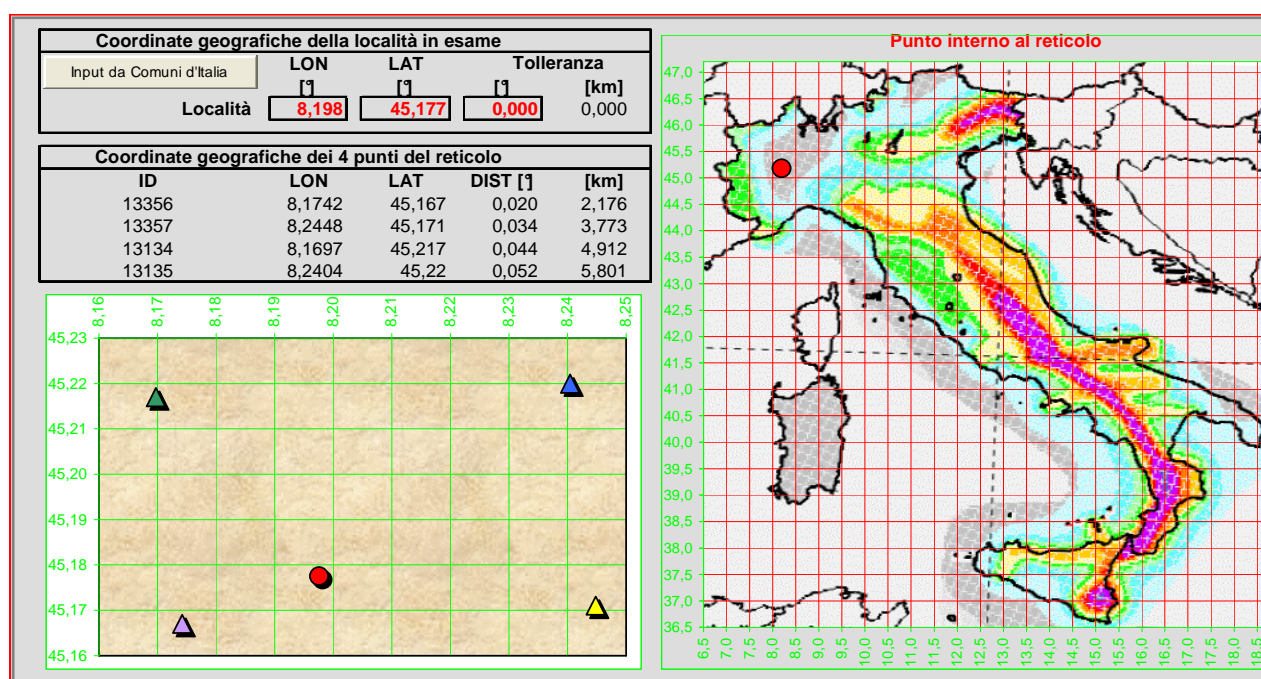 Coordinate geografiche della località in esame
Input da Comuni d'Italia
LON LAT Tolleranza
[°] [°] [°] [km]
Località 8,198 45,177 0,000 0,000
Coordinate geografiche dei 4 punti del reticolo
ID LON LAT DIST [°] [km]
13356 8,1742 45,167 0,020 2,176
13357 8,2448 45,171 0,034 3,773
13134 8,1697 45,217 0,044 4,912
13135 8,2404 45,22 0,052 5,801
8,16 8,17 8,18 8,19 8,20 8,21 8,22 8,23 8,24 8,25
45,23
45,22
45,21
45,20
45,19
45,18
45,17
45,16
Punto interno al reticolo
47,0
46,5
46,0
45,5
45,0
44,5
44,0
43,5
43,0
42,5
42,0
41,5
41,0
40,5
40,0
39,5
39,0
38,5
38,0
37,5
37,0
36,5
6,5 7,0 7,5 8,0 8,5 9,0 9,5 10,0 10,5 11,0 11,5 12,0 12,5 13,0 13,5 14,0 14,5 15,0 15,5 16,0 16,5 17,0 17,5 18,0